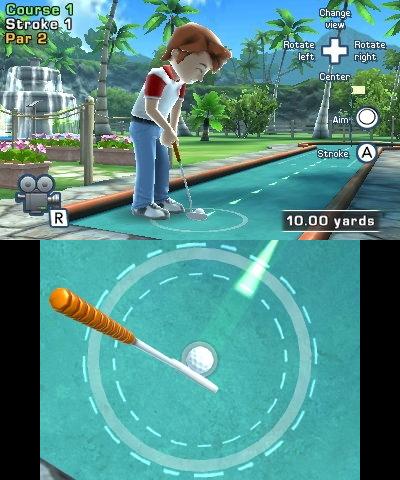 Course 1
Stroke 1
Par 2
Change
view
Rotate
left
Rotate
right
Center
Aim
Stroke
A
R
10.00 yards